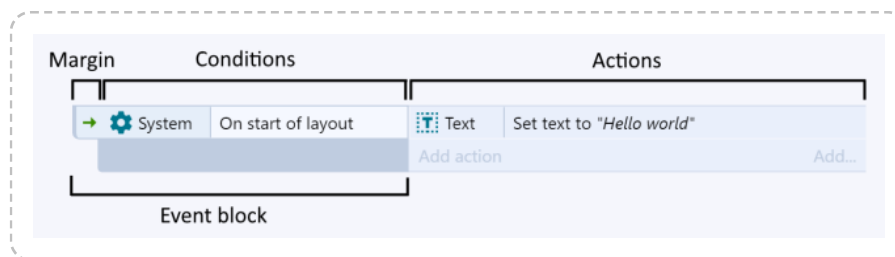 Margin Conditions Actions
System On start of layout Text Set text to "Hello world"
Add action Add...
Event block